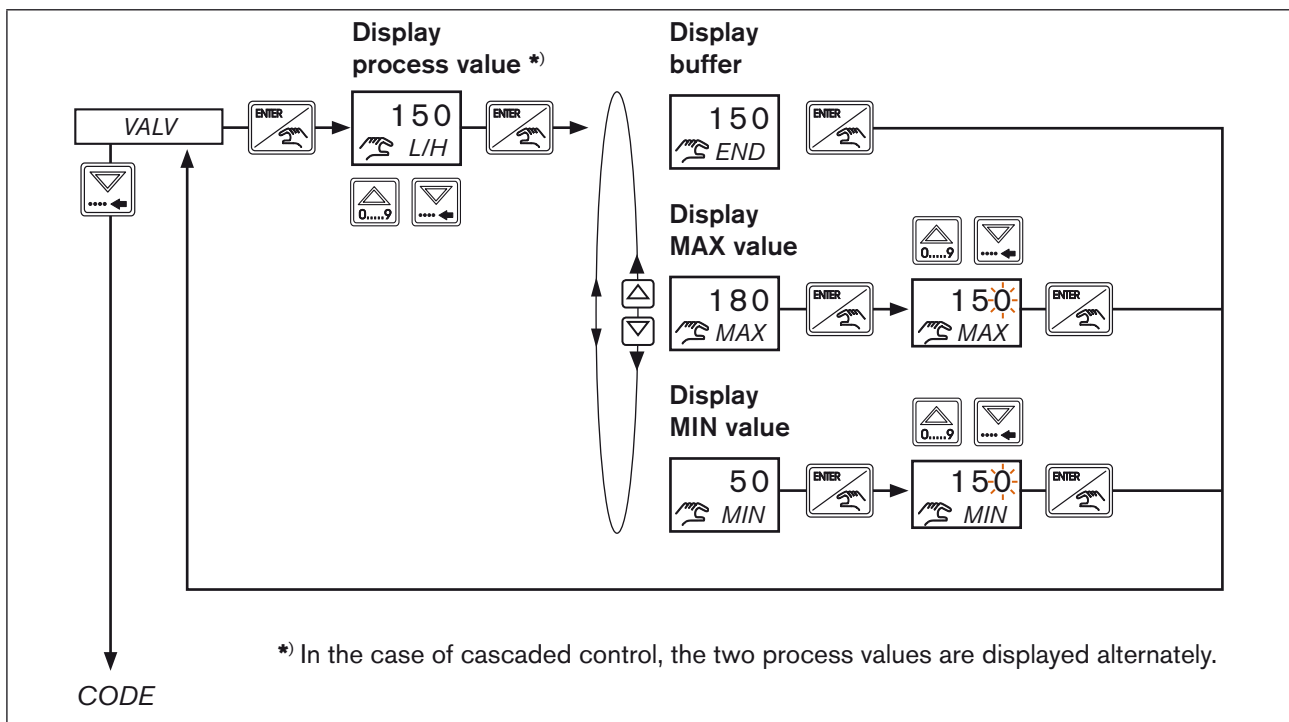 Display
process value *)
Display
buffer
VALV
ENTER
150
L/H
ENTER
150
END
ENTER
.... 
0.....9
....
Display
MAX value
0.....9
....
180
MAX
ENTER
150
MAX
ENTER
Display
MIN value
0.....9
....
50
MIN
ENTER
150
MIN
ENTER
*) In the case of cascaded control, the two process values are displayed alternately.
CODE